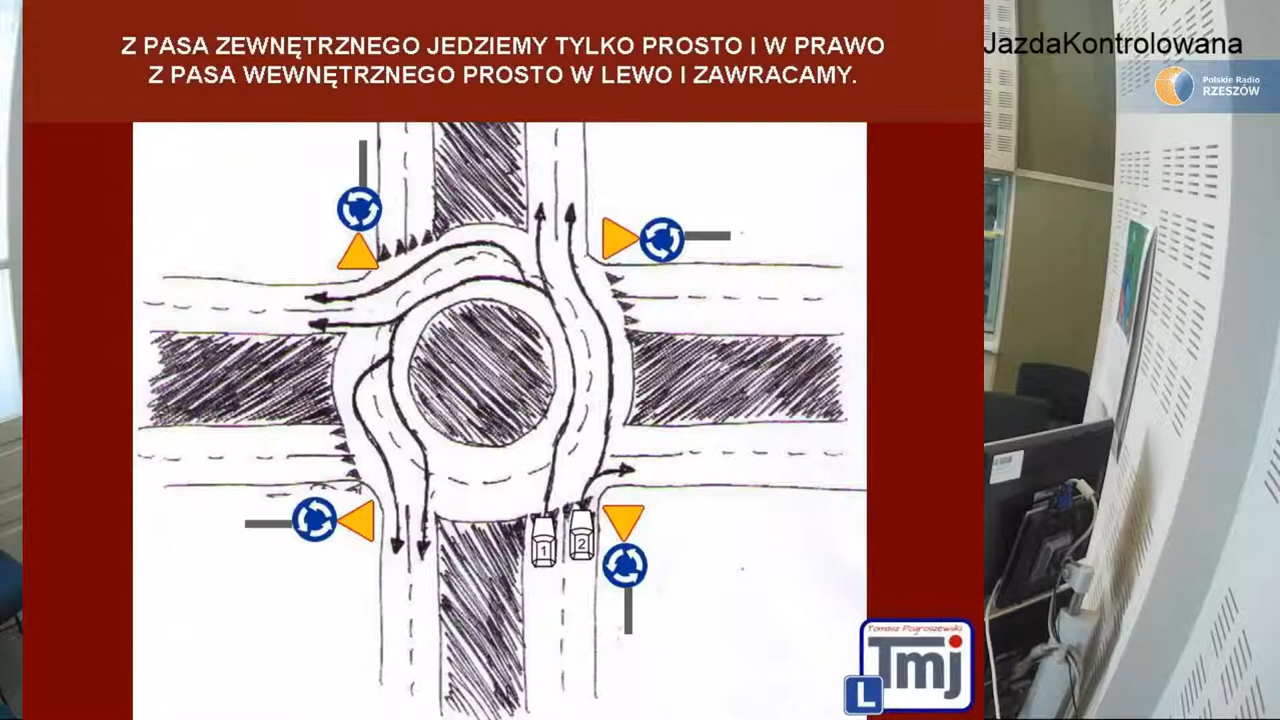 Z PASA ZEWNĘTRZNEGO JEDZIEMY TYLKO PROSTO I W PRAWO
Z PASA WEWNĘTRZNEGO PROSTO W LEWO I ZAWRACAMY.
JazdaKontrolowana
Polskie Radio
RZESZÓW
1
2
Tomasz Pogroszewski
Tmj
L